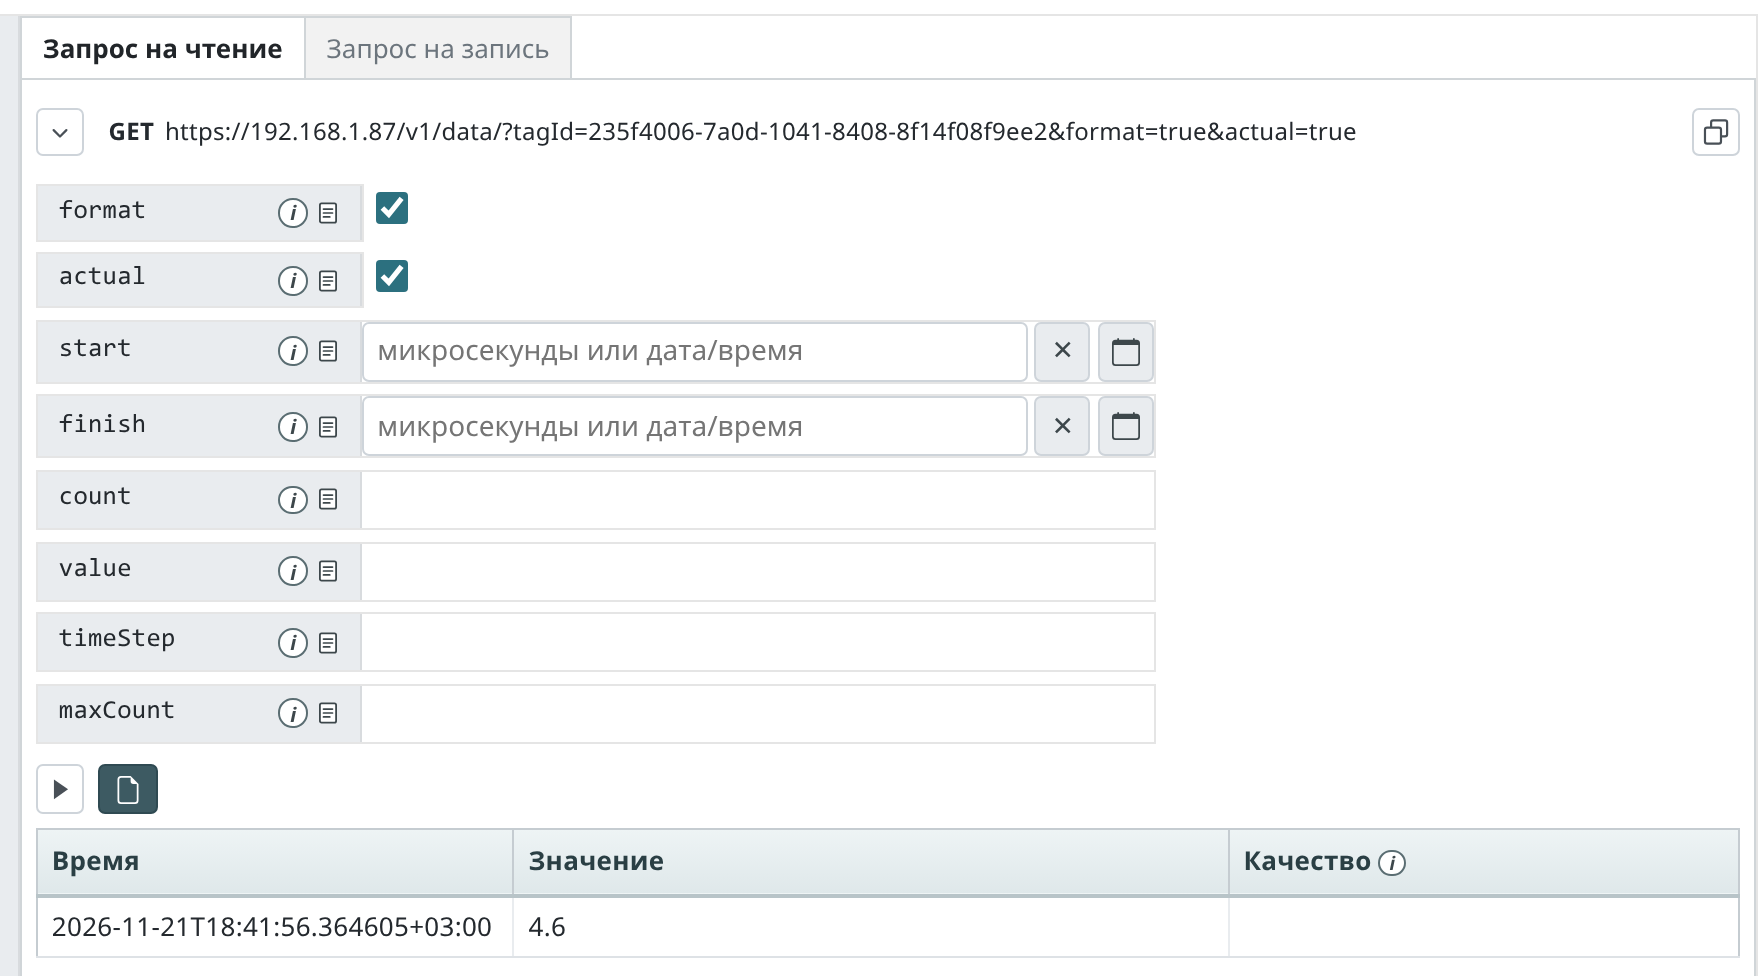 Запрос на чтение Запрос на запись
GET https://192.168.1.87/v1/data/?tagId=235f4006-7a0d-1041-8408-8f14f08f9ee2&format=true&actual=true
format
actual
start микросекунды или дата/время
finish микросекунды или дата/время
count
value
timeStep
maxCount
Время Значение Качество
2026-11-21T18:41:56.364605+03:00 4.6